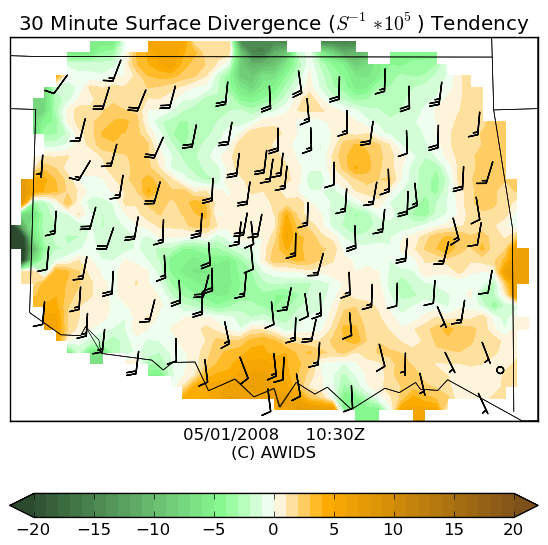 30 Minute Surface Divergence (S⁻¹ *10⁵ ) Tendency
05/01/2008 10:30Z
(C) AWIDS
−20 −15 −10 −5 0 5 10 15 20